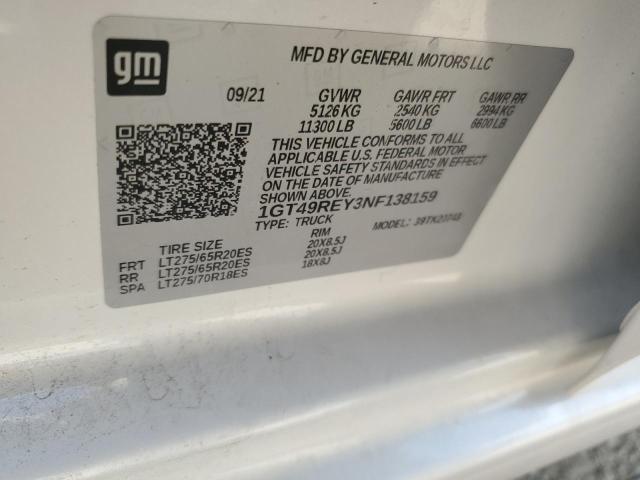 gm
MFD BY GENERAL MOTORS LLC
09/21 GVWR GAWR FRT GAWR RR
5126 KG 2540 KG 2994 KG
11300 LB 5600 LB 6600 LB
THIS VEHICLE CONFORMS TO ALL
APPLICABLE U.S. FEDERAL MOTOR
VEHICLE SAFETY STANDARDS IN EFFECT
ON THE DATE OF MANUFACTURE
SHOWN ABOVE.
1GT49REY3NF138159
TYPE: TRUCK MODEL:
TIRE SIZE RIM
FRT LT275/65R20ES 20X8.5J
RR LT275/65R20ES 20X8.5J
SPA LT275/70R18ES 18X8J